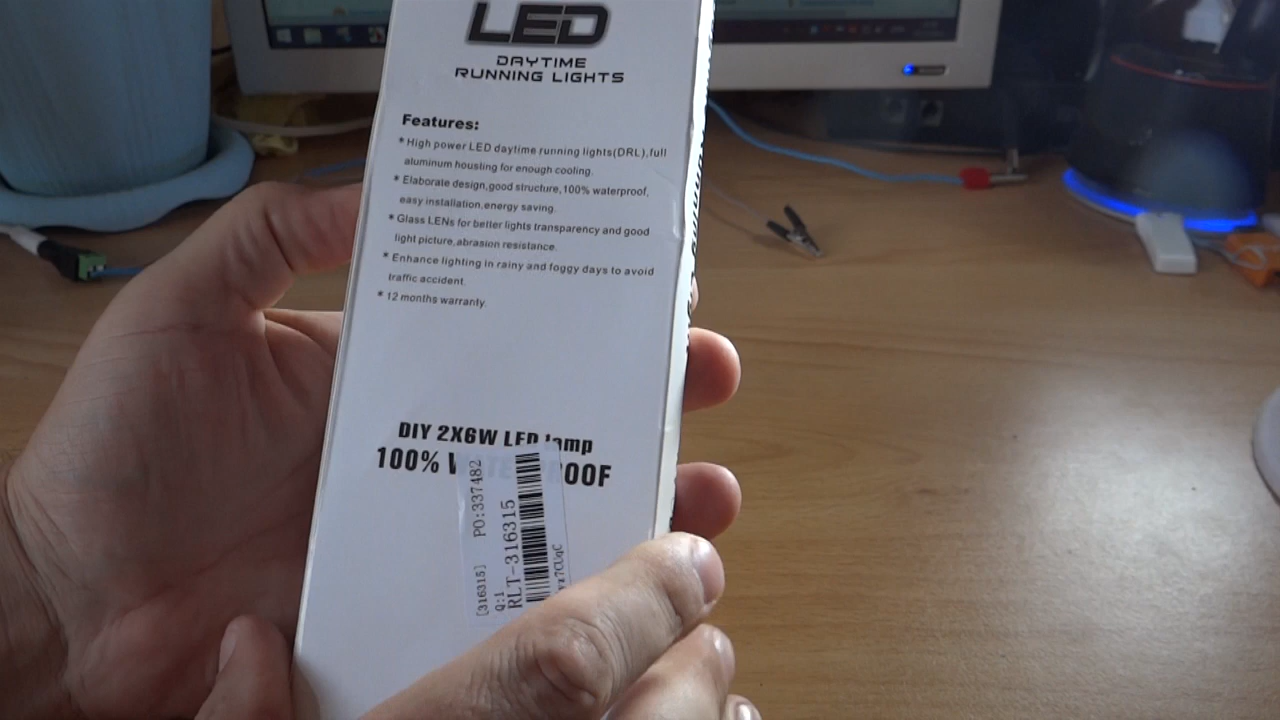 LED
DAYTIME
RUNNING LIGHTS
Features:
* High power LED daytime running lights(DRL),full
aluminum housting for enough cooling.
* Elaborate design,good structure,100% waterproof,
easy installation,energy saving.
* Glass LENs for better lights transparency and good
light picture,abrasion resistance.
* Enhance lighting in rainy and foggy days to avoid
traffic accident.
* 12 months warranty.
DIY 2X6W LED lamp
100% WATERPROOF
[316315] PO:337482
Q:1
RLT-316315